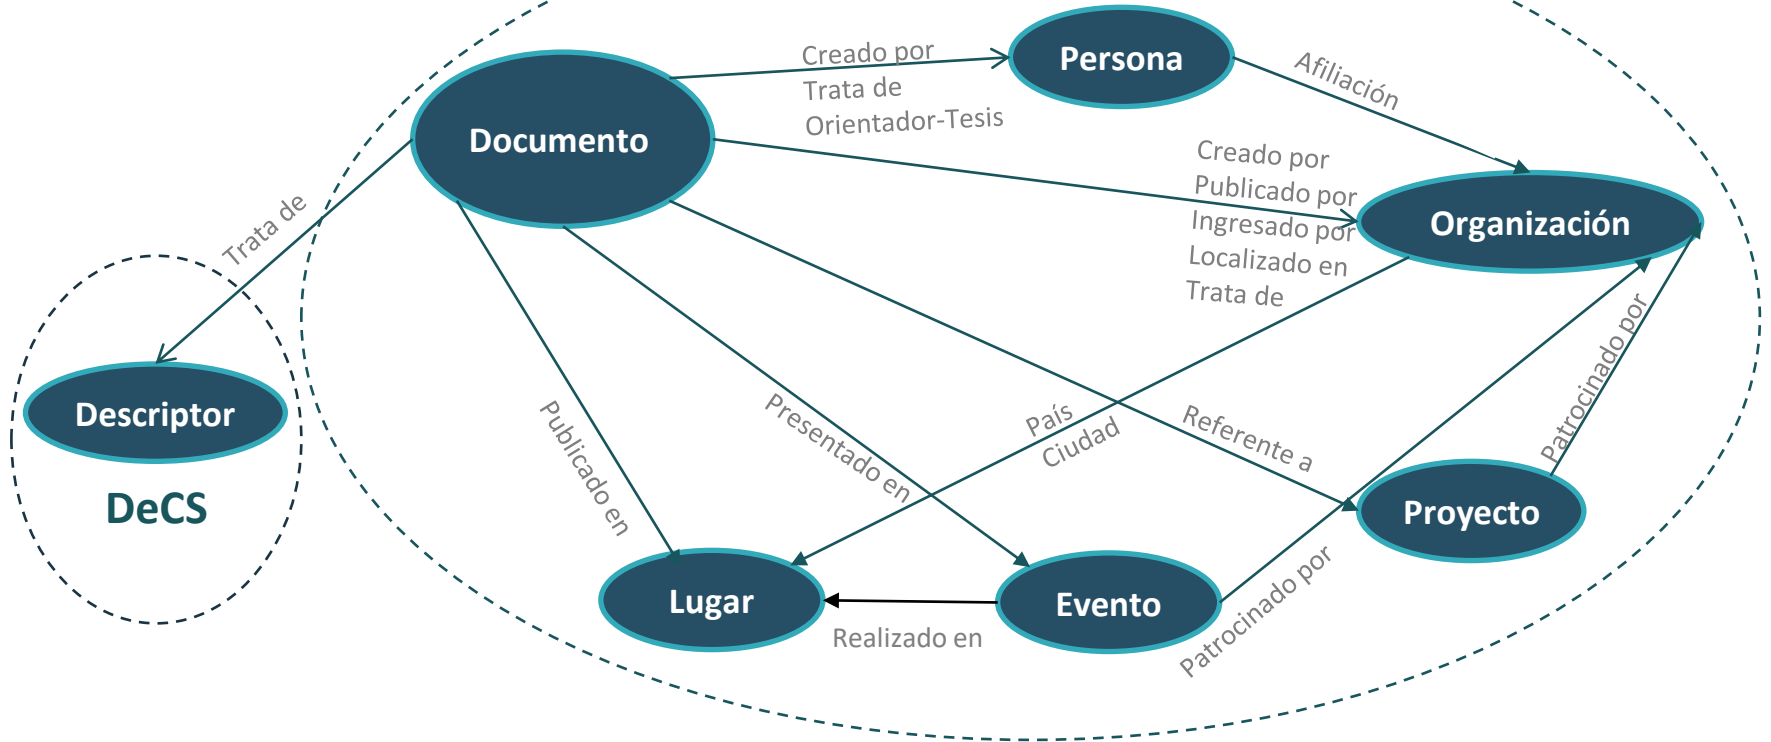 Creado por
Trata de
Orientador-Tesis
Persona
Afiliación
Documento
Creado por
Publicado por
Ingresado por
Localizado en
Trata de
Organización
Trata de
Descriptor
DeCS
Publicado en
Presentado en
País
Ciudad
Referente a
Patrocinado por
Proyecto
Lugar
Realizado en
Evento
Patrocinado por